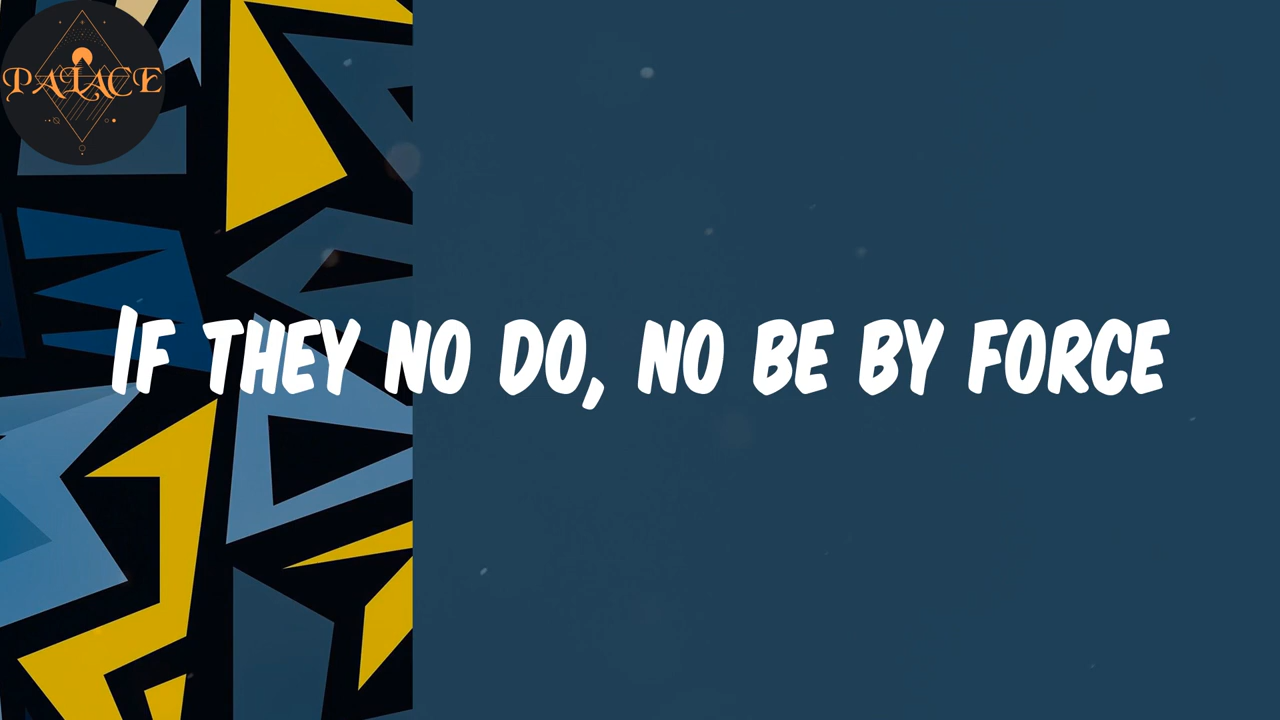 PALACE
IF THEY NO DO, NO BE BY FORCE